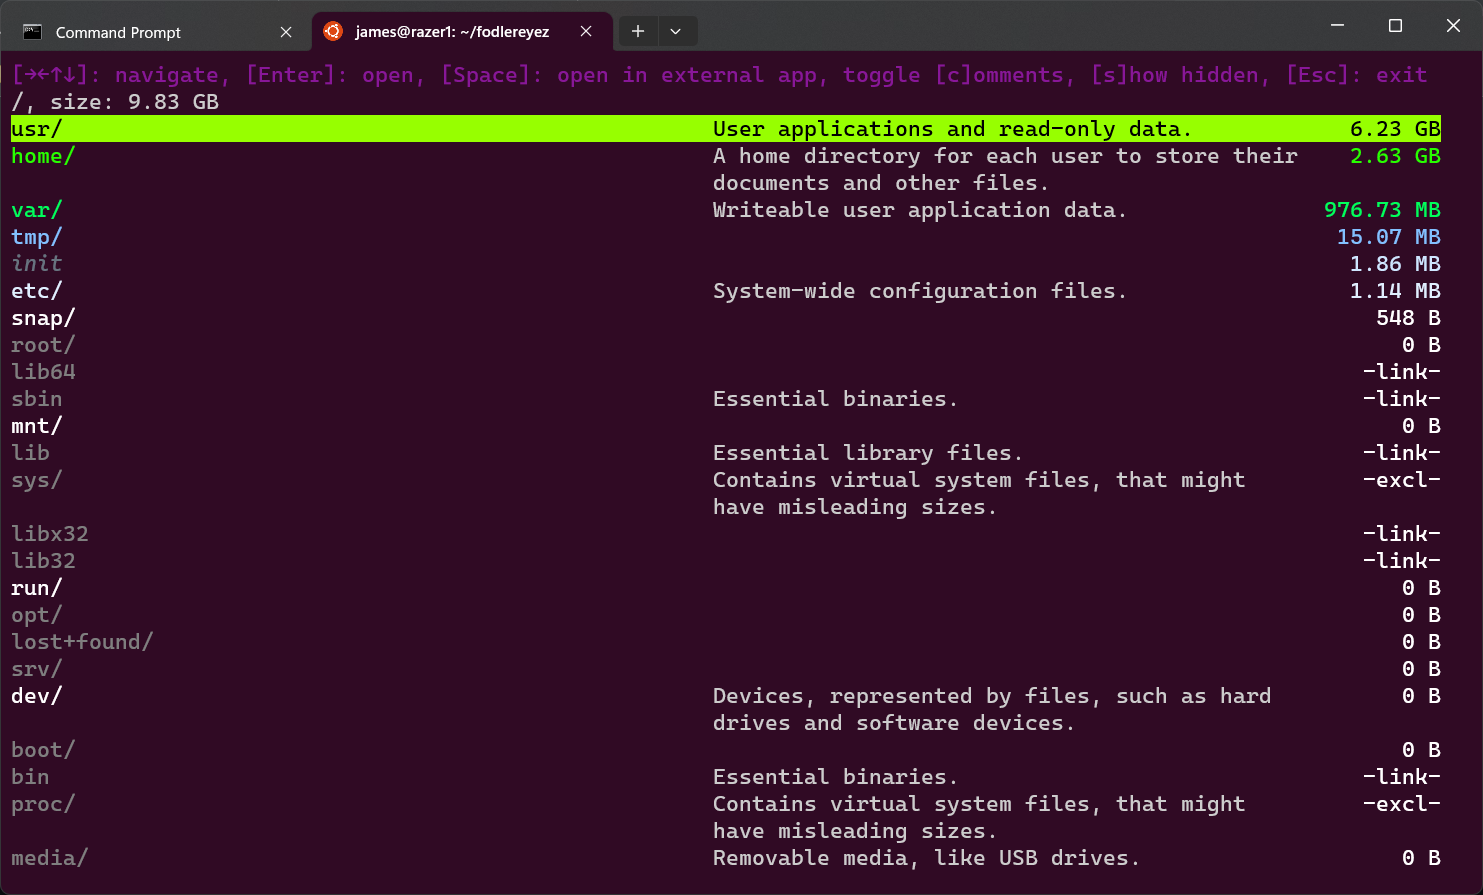 Command Prompt
james@razer1: ~/fodlereyez
[→←↑↓]: navigate, [Enter]: open, [Space]: open in external app, toggle [c]omments, [s]how hidden, [Esc]: exit
/, size: 9.83 GB
usr/ User applications and read-only data. 6.23 GB
home/ A home directory for each user to store their 2.63 GB
documents and other files.
var/ Writeable user application data. 976.73 MB
tmp/ 15.07 MB
init 1.86 MB
etc/ System-wide configuration files. 1.14 MB
snap/ 548 B
root/ 0 B
lib64 -link-
sbin Essential binaries. -link-
mnt/ 0 B
lib Essential library files. -link-
sys/ Contains virtual system files, that might -excl-
have misleading sizes.
libx32 -link-
lib32 -link-
run/ 0 B
opt/ 0 B
lost+found/ 0 B
srv/ 0 B
dev/ Devices, represented by files, such as hard 0 B
drives and software devices.
boot/ 0 B
bin Essential binaries. -link-
proc/ Contains virtual system files, that might -excl-
have misleading sizes.
media/ Removable media, like USB drives. 0 B